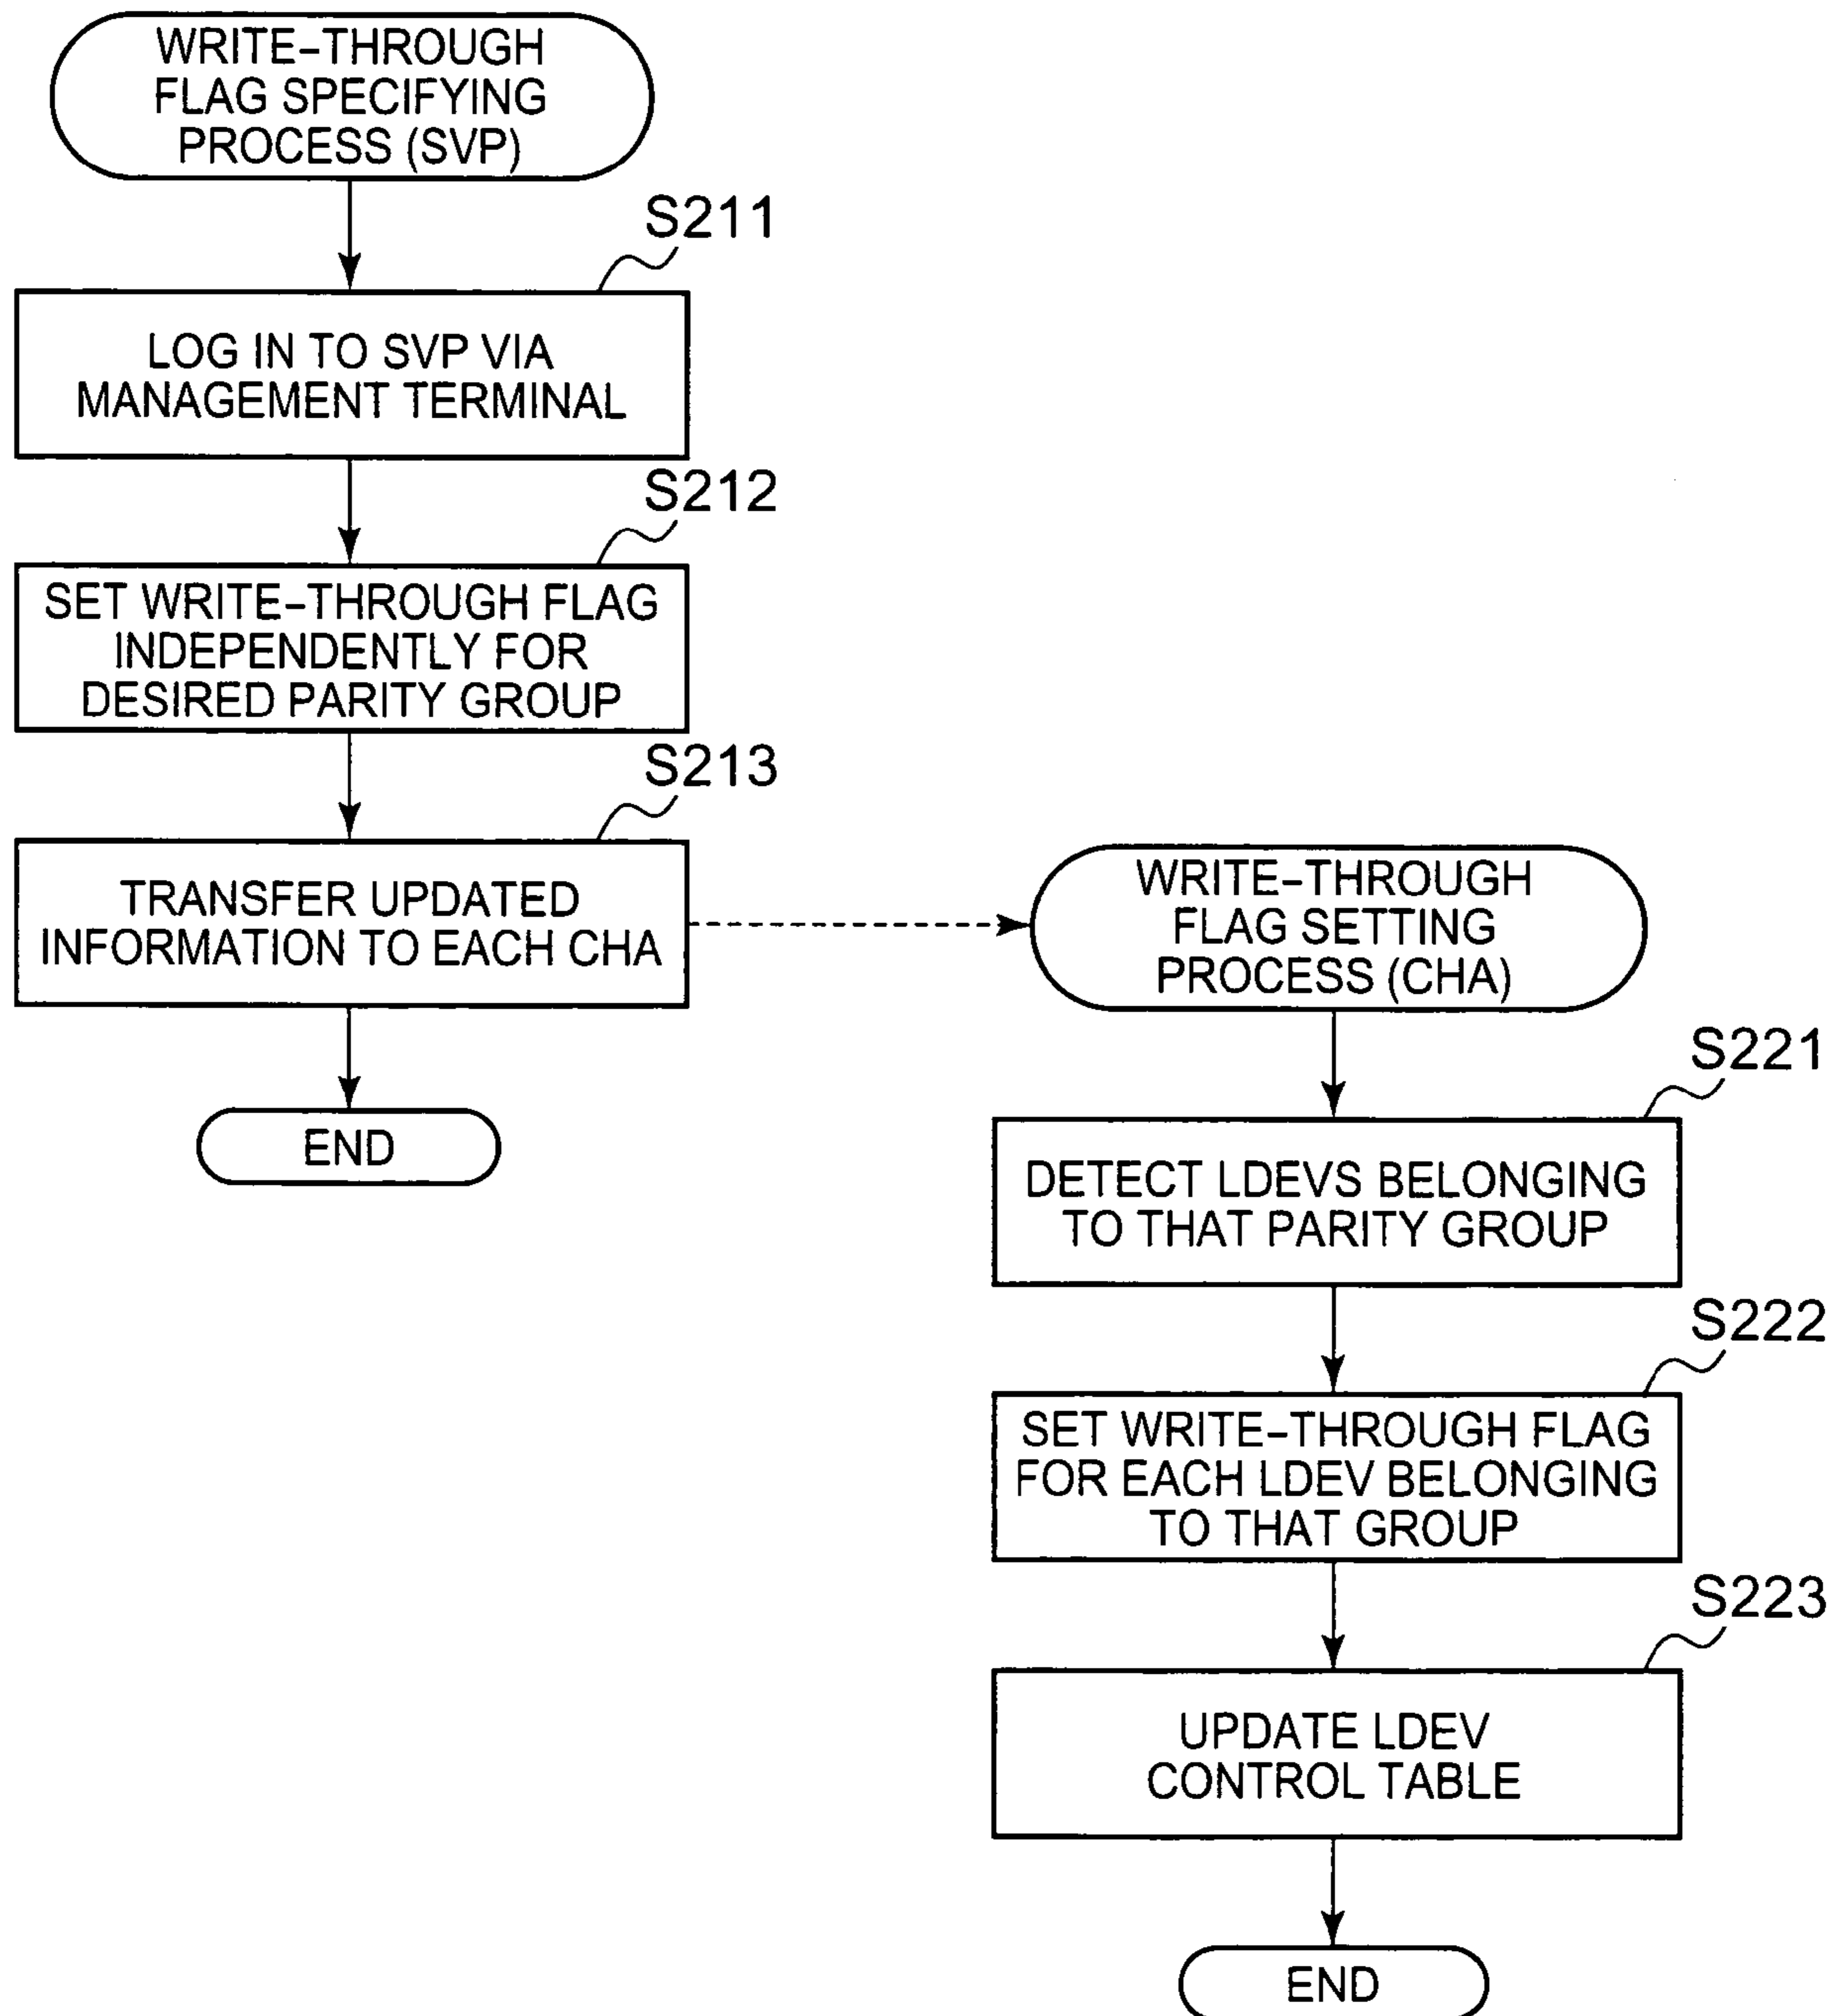 WRITE-THROUGH
FLAG SPECIFYING
PROCESS (SVP)
S211
LOG IN TO SVP VIA
MANAGEMENT TERMINAL
S212
SET WRITE-THROUGH FLAG
INDEPENDENTLY FOR
DESIRED PARITY GROUP
S213
TRANSFER UPDATED
INFORMATION TO EACH CHA
END
WRITE-THROUGH
FLAG SETTING
PROCESS (CHA)
S221
DETECT LDEVS BELONGING
TO THAT PARITY GROUP
S222
SET WRITE-THROUGH FLAG
FOR EACH LDEV BELONGING
TO THAT GROUP
S223
UPDATE LDEV
CONTROL TABLE
END